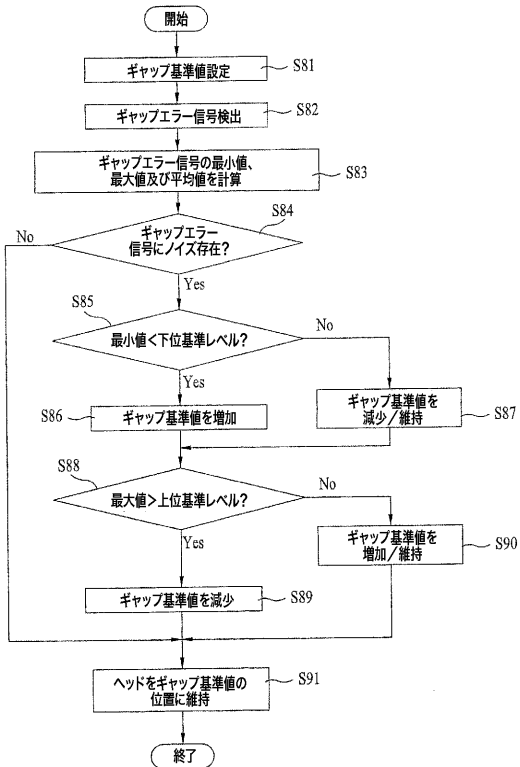 開始
ギャップ基準値設定
S81
ギャップエラー信号検出
S82
ギャップエラー信号の最小値、
最大値及び平均値を計算
S83
S84
ギャップエラー
信号にノイズ存在?
No
Yes
S85
最小値<下位基準レベル?
No
Yes
S86
ギャップ基準値を増加
ギャップ基準値を
減少/維持
S87
S88
最大値>上位基準レベル?
No
Yes
ギャップ基準値を
増加/維持
S90
ギャップ基準値を減少
S89
ヘッドをギャップ基準値の
位置に維持
S91
終了